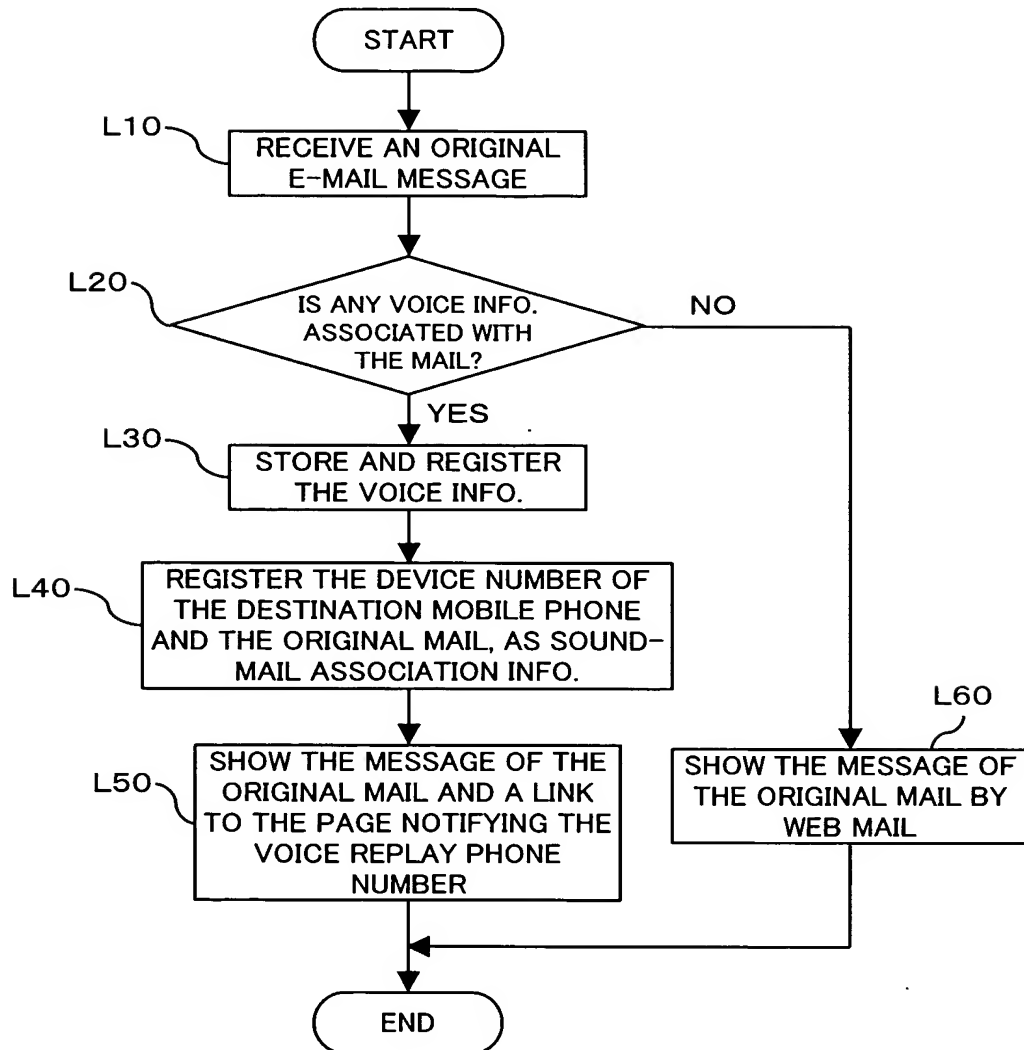 START
L10
RECEIVE AN ORIGINAL
E-MAIL MESSAGE
L20
IS ANY VOICE INFO.
ASSOCIATED WITH
THE MAIL?
NO
YES
L30
STORE AND REGISTER
THE VOICE INFO.
L40
REGISTER THE DEVICE NUMBER OF
THE DESTINATION MOBILE PHONE
AND THE ORIGINAL MAIL, AS SOUND-
MAIL ASSOCIATION INFO.
L50
SHOW THE MESSAGE OF THE
ORIGINAL MAIL AND A LINK
TO THE PAGE NOTIFYING THE
VOICE REPLAY PHONE
NUMBER
L60
SHOW THE MESSAGE OF
THE ORIGINAL MAIL BY
WEB MAIL
END